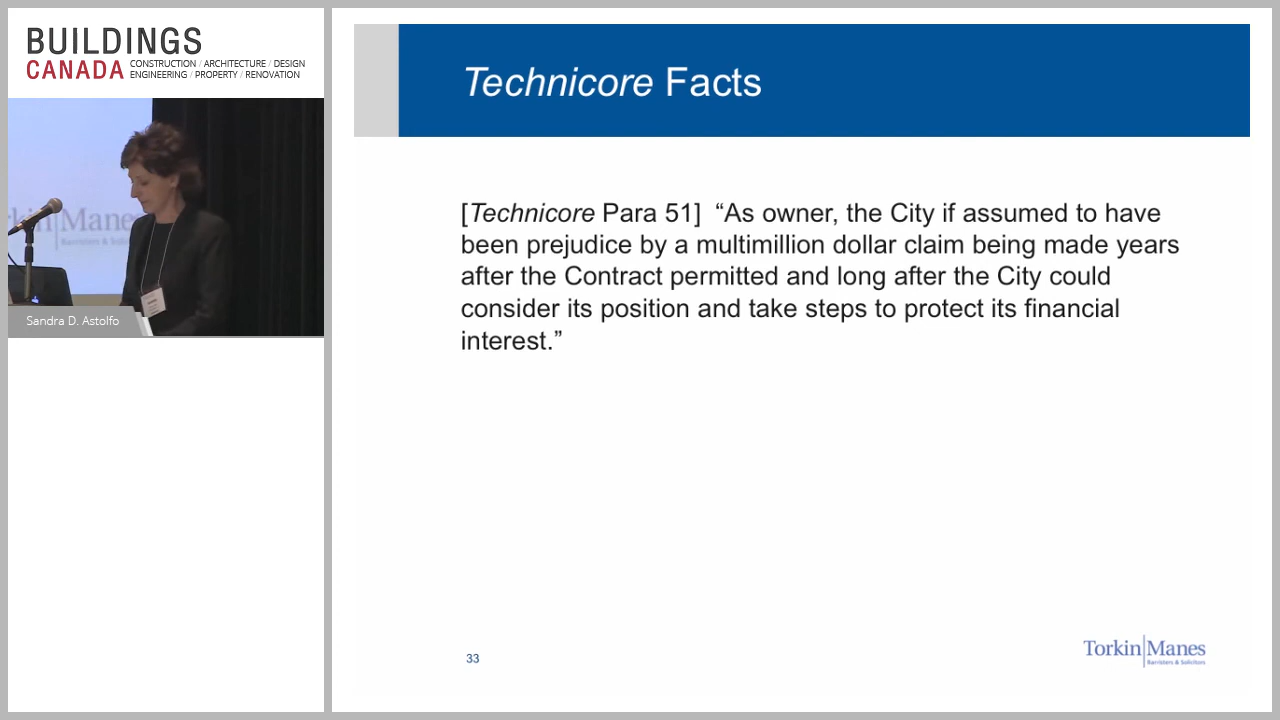 BUILDINGS
CANADA CONSTRUCTION / ARCHITECTURE / DESIGN
ENGINEERING / PROPERTY / RENOVATION
Manes
Sandra D. Astolfo
Technicore Facts
[Technicore Para 51] “As owner, the City if assumed to have
been prejudice by a multimillion dollar claim being made years
after the Contract permitted and long after the City could
consider its position and take steps to protect its financial
interest.”
33
Torkin Manes
Barristers & Solicitors